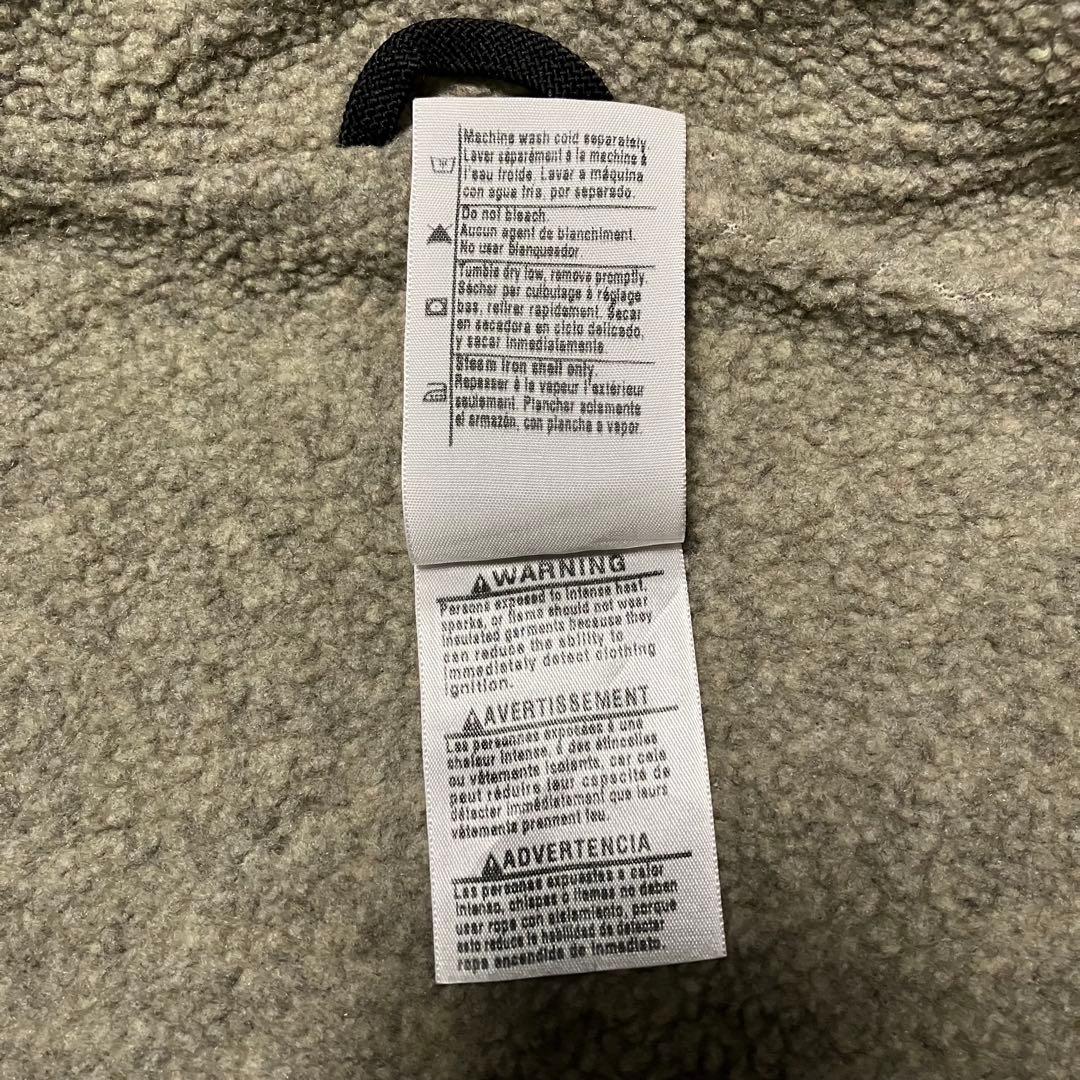 Machine wash cold separately
Laver séparément à la machine à
l'eau froide. Lavar a máquina
con agua fria, por separado.
Do not bleach.
Aucun agent de blanchiment.
No usar blanqueador
Tumble dry low, remove promptly.
Sécher par culbutage à réglage
bas, retirer rapidement. Secar
en secadora en ciclo delicado,
y sacar inmediatamente.
Steam iron shell only.
Repasser à la vapeur l'extérieur
seulement. Planchar solamente
el armazón, con plancha a vapor.
WARNING
Persons exposed to intense heat,
sparks, or flame should not wear
insulated garments because they
can reduce the ability to
immediately detect clothing
ignition.
AVERTISSEMENT
Les personnes exposées à une
chaleur intense, à des étincelles
ou vêtements isolants, car cela
peut réduire leur capacité de
détecter immédiatement que leurs
vêtements prennent feu.
ADVERTENCIA
Las personas expuestas a calor
intenso, chispas o llamas no deben
usar ropa con aislamiento, porque
esto reduce la habilidad de detectar
ropa encendida de inmediato.